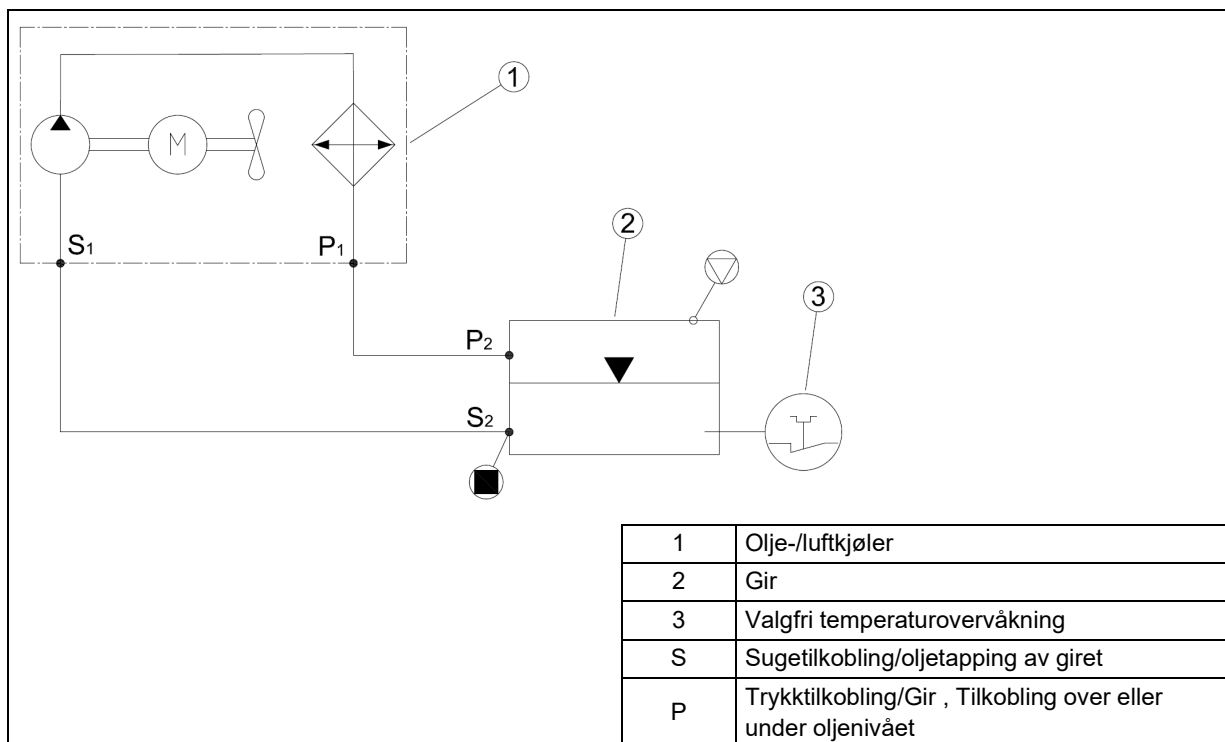 1
M
S1
P1
2
3
P2
S2
1 Olje-/luftkjøler
2 Gir
3 Valgfri temperaturovervåkning
S Sugetilkobling/oljetapping av giret
P Trykktilkobling/Gir , Tilkobling over eller
under oljenivået